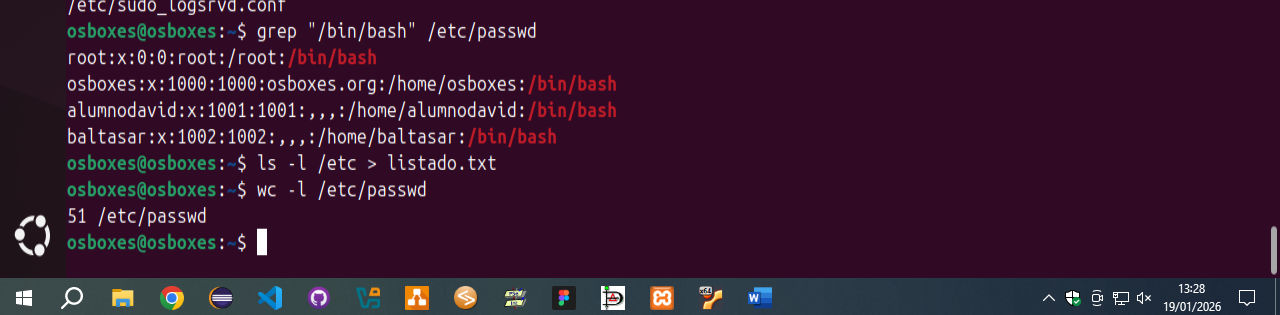 /etc/sudo_logsrvd.conf
osboxes@osboxes:~$ grep "/bin/bash" /etc/passwd
root:x:0:0:root:/root:/bin/bash
osboxes:x:1000:1000:osboxes.org:/home/osboxes:/bin/bash
alumnodavid:x:1001:1001:,,,:/home/alumnodavid:/bin/bash
baltasar:x:1002:1002:,,,:/home/baltasar:/bin/bash
osboxes@osboxes:~$ ls -l /etc > listado.txt
osboxes@osboxes:~$ wc -l /etc/passwd
51 /etc/passwd
osboxes@osboxes:~$
13:28
19/01/2026